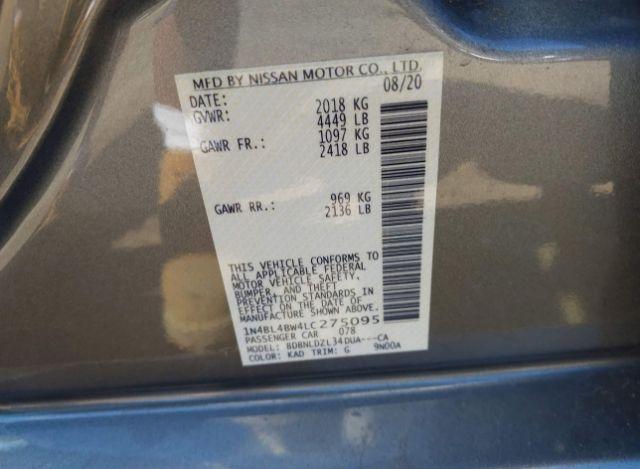 MFD BY NISSAN MOTOR CO., LTD.
DATE: 08/20
GVWR: 2018 KG
4449 LB
GAWR FR.: 1097 KG
2418 LB
GAWR RR.: 969 KG
2136 LB
THIS VEHICLE CONFORMS TO
ALL APPLICABLE FEDERAL
MOTOR VEHICLE SAFETY,
BUMPER, AND THEFT
PREVENTION STANDARDS IN
EFFECT ON THE DATE OF
MANUFACTURE SHOWN ABOVE.
1N4BL4BW4LC275095
PASSENGER CAR 078
MODEL: BDBNLDZL34DUA---CA
COLOR: KAD TRIM: G 9N00A